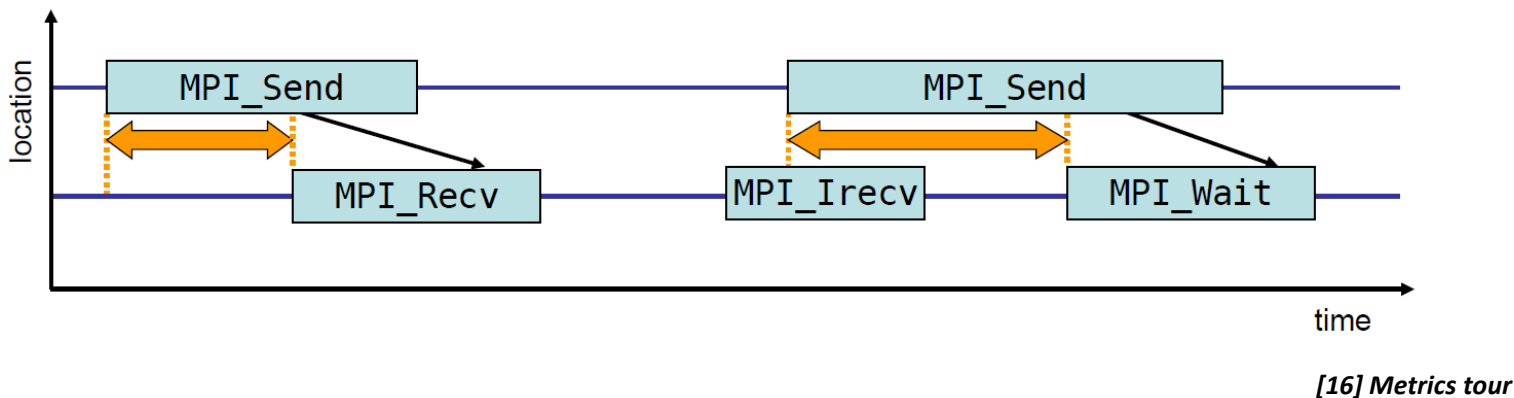 location
MPI_Send
MPI_Send
MPI_Recv
MPI_Irecv
MPI_Wait
time
[16] Metrics tour